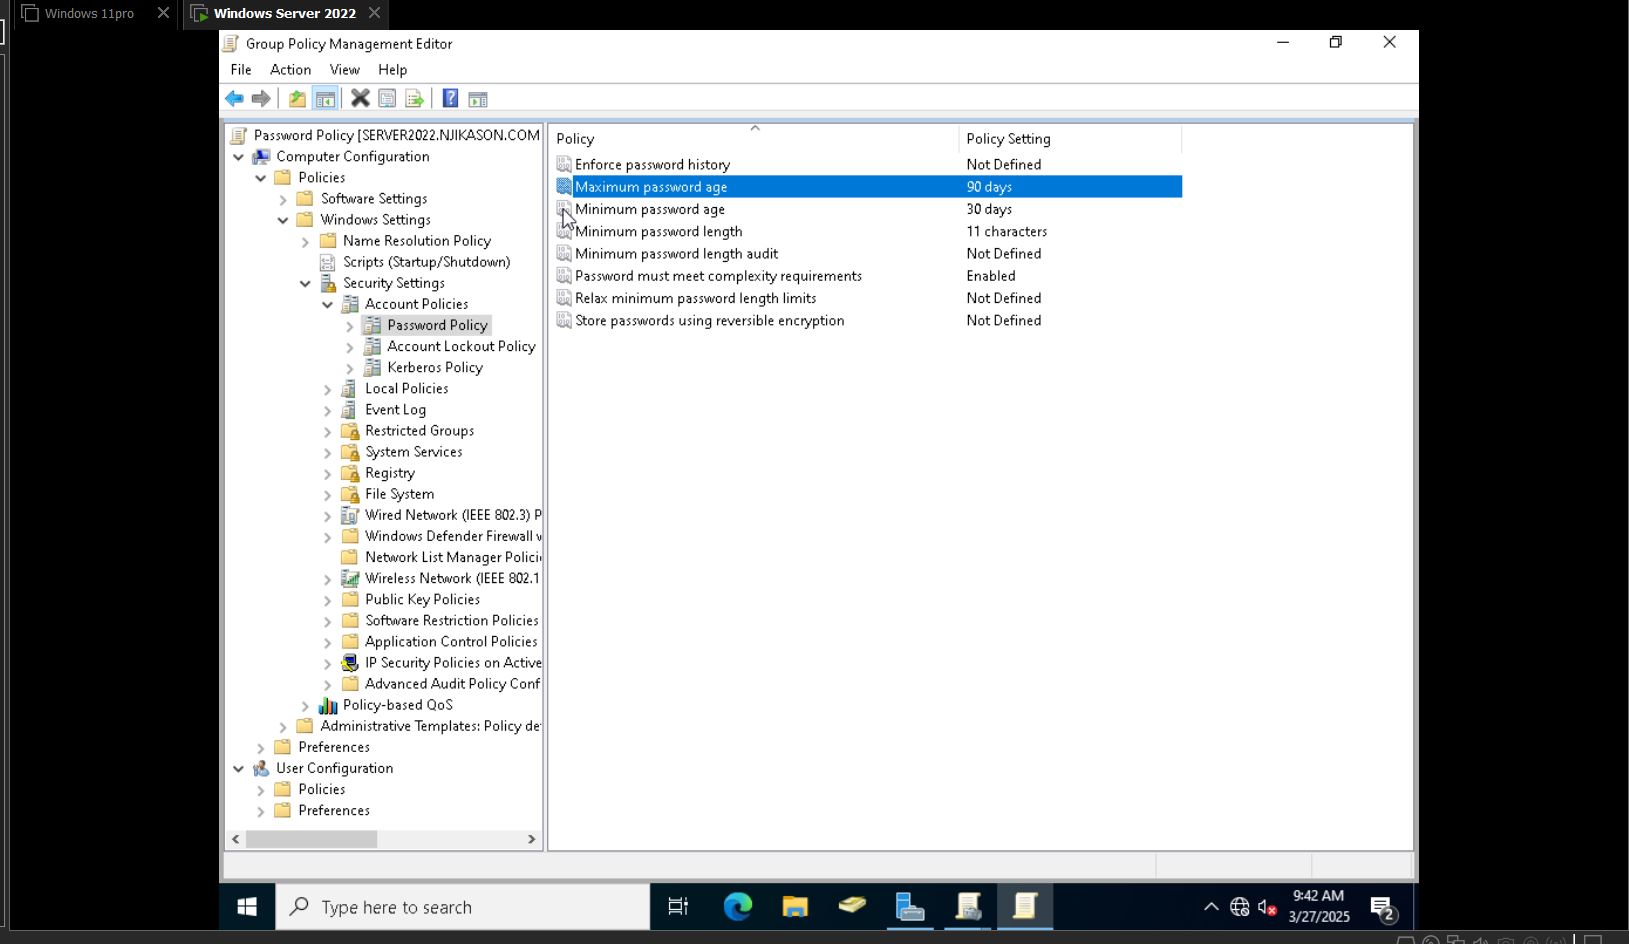 Windows 11pro
Windows Server 2022
Group Policy Management Editor
File Action View Help
Password Policy [SERVER2022.NJIKASON.COM
Computer Configuration
Policies
Software Settings
Windows Settings
Name Resolution Policy
Scripts (Startup/Shutdown)
Security Settings
Account Policies
Password Policy
Account Lockout Policy
Kerberos Policy
Local Policies
Event Log
Restricted Groups
System Services
Registry
File System
Wired Network (IEEE 802.3) P
Windows Defender Firewall v
Network List Manager Polici
Wireless Network (IEEE 802.1
Public Key Policies
Software Restriction Policies
Application Control Policies
IP Security Policies on Active
Advanced Audit Policy Conf
Policy-based QoS
Administrative Templates: Policy de
Preferences
User Configuration
Policies
Preferences
Policy Policy Setting
Enforce password history Not Defined
Maximum password age 90 days
Minimum password age 30 days
Minimum password length 11 characters
Minimum password length audit Not Defined
Password must meet complexity requirements Enabled
Relax minimum password length limits Not Defined
Store passwords using reversible encryption Not Defined
Type here to search
9:42 AM
3/27/2025
2